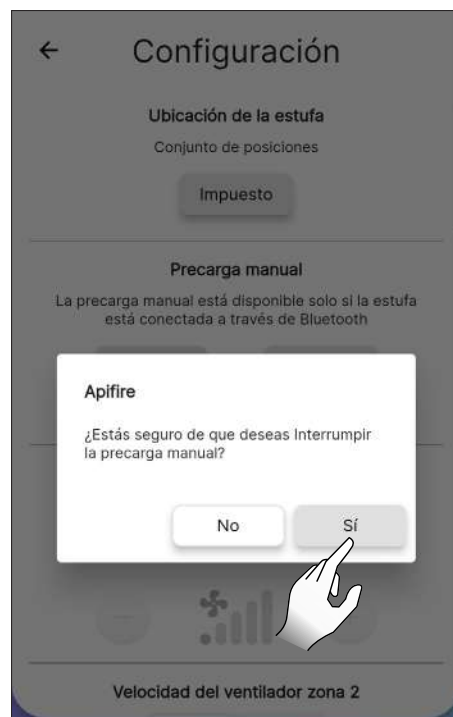 Configuración
Ubicación de la estufa
Conjunto de posiciones
Impuesto
Precarga manual
La precarga manual está disponible solo si la estufa
está conectada a través de Bluetooth
Apifire
¿Estás seguro de que deseas Interrumpir
la precarga manual?
No
Sí
Velocidad del ventilador zona 2